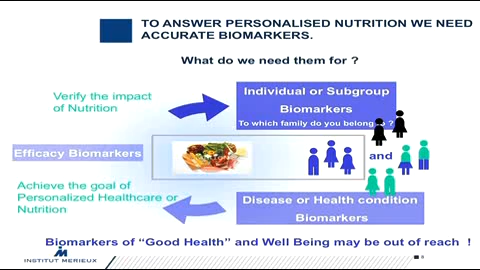 TO ANSWER PERSONALISED NUTRITION WE NEED
ACCURATE BIOMARKERS.
What do we need them for ?
Verify the impact
of Nutrition
Individual or Subgroup
Biomarkers
To which family do you belong ?
Efficacy Biomarkers
and
Achieve the goal of
Personalized Healthcare or
Nutrition
Disease or Health condition
Biomarkers
Biomarkers of “Good Health” and Well Being may be out of reach !
INSTITUT MERIEUX